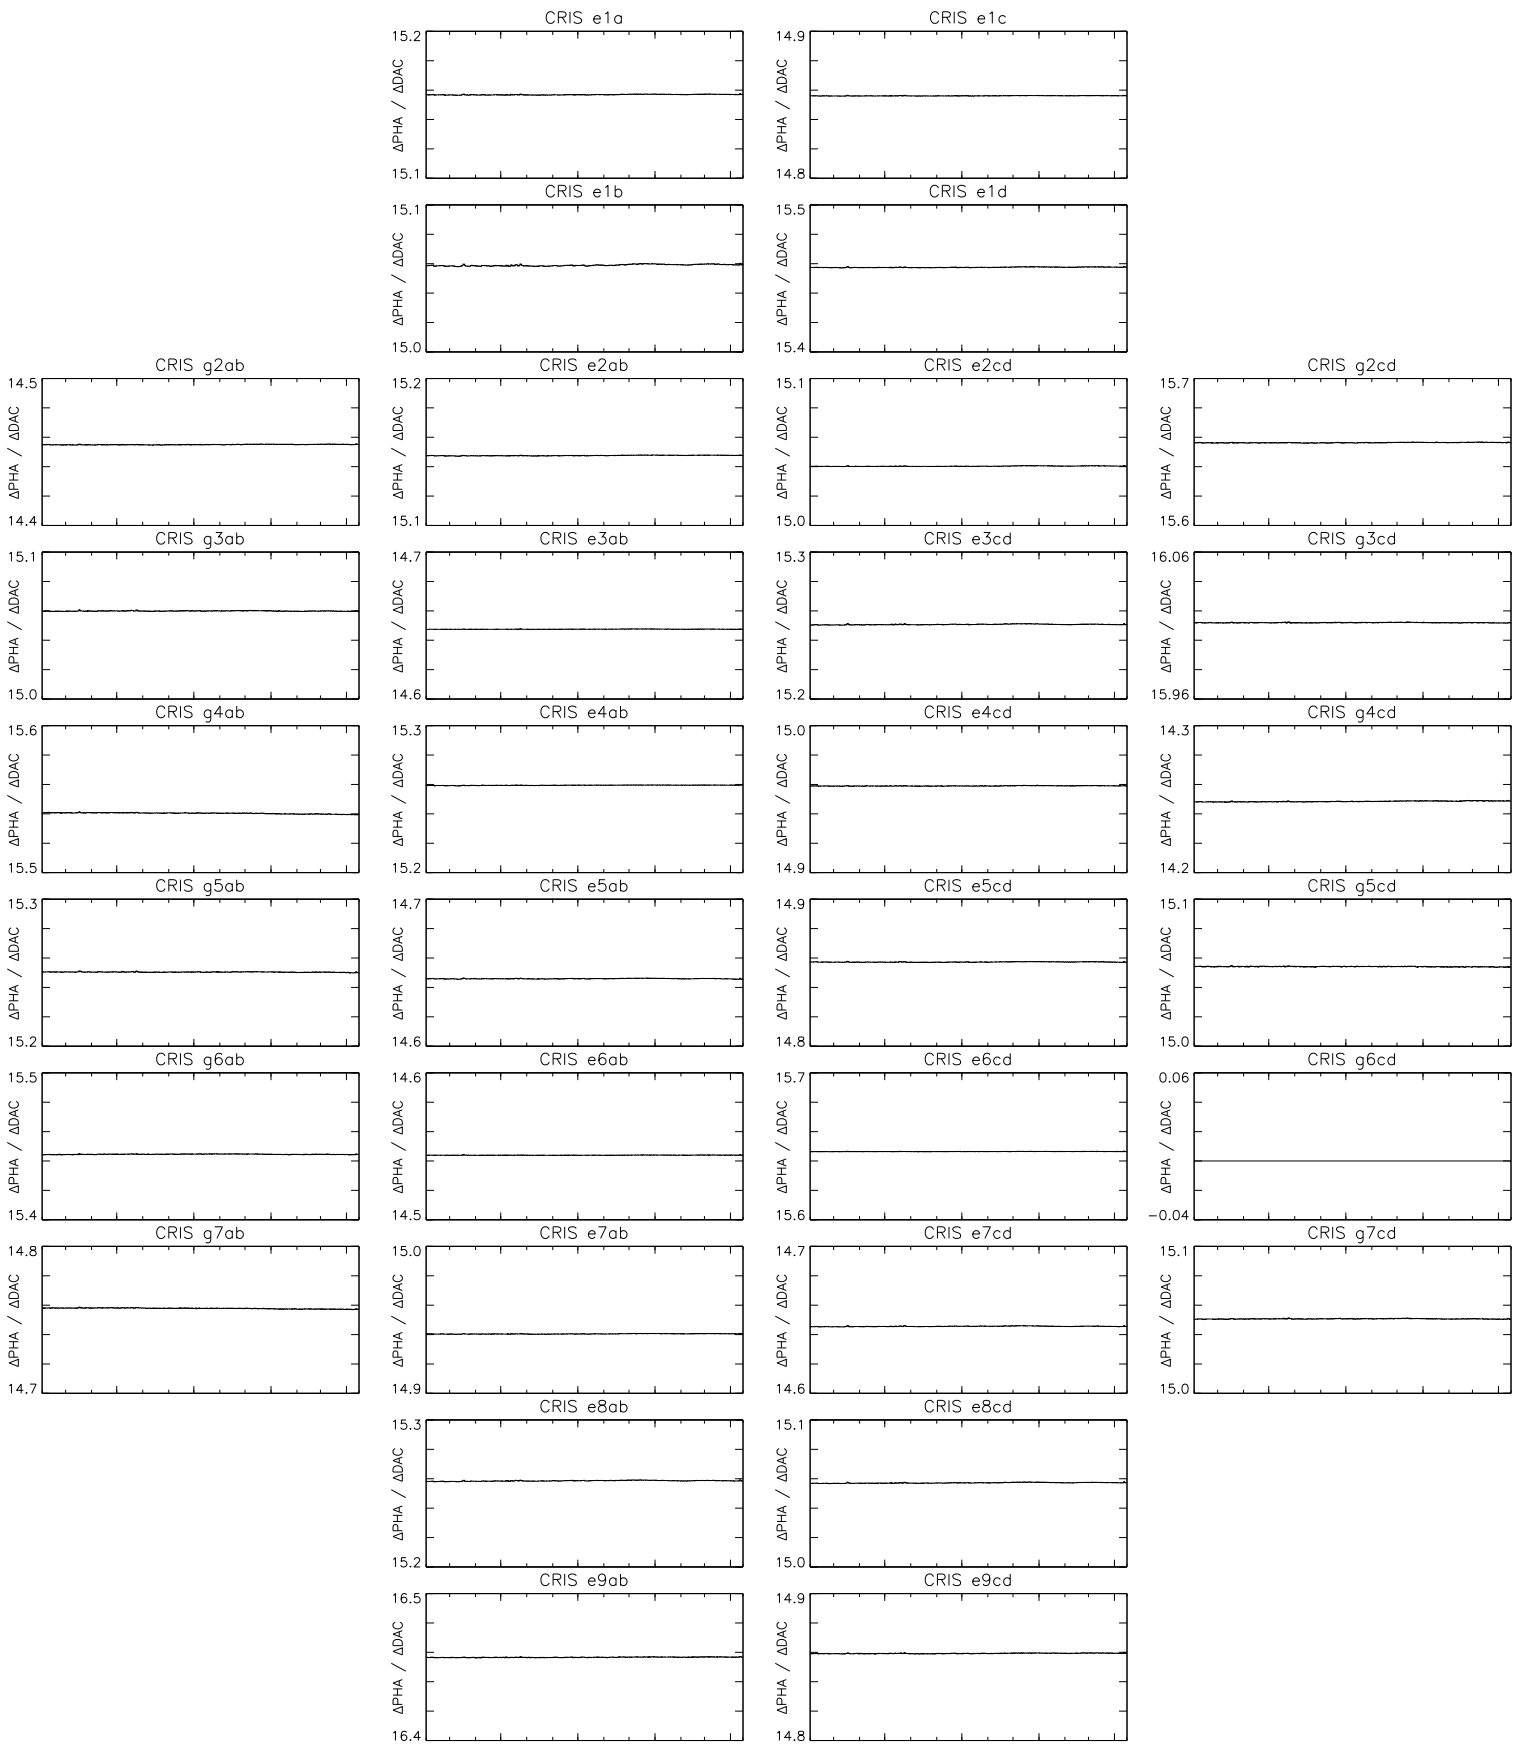 CRIS e1a
CRIS e1c
15.2
ΔPHA / ΔDAC
15.1
14.9
ΔPHA / ΔDAC
14.8
CRIS e1b
CRIS e1d
15.1
ΔPHA / ΔDAC
15.0
15.5
ΔPHA / ΔDAC
15.4
CRIS g2ab
CRIS e2ab
CRIS e2cd
CRIS g2cd
14.5
ΔPHA / ΔDAC
14.4
15.2
ΔPHA / ΔDAC
15.1
15.1
ΔPHA / ΔDAC
15.0
15.7
ΔPHA / ΔDAC
15.6
CRIS g3ab
CRIS e3ab
CRIS e3cd
CRIS g3cd
15.1
ΔPHA / ΔDAC
15.0
14.7
ΔPHA / ΔDAC
14.6
15.3
ΔPHA / ΔDAC
15.2
16.06
ΔPHA / ΔDAC
15.96
CRIS g4ab
CRIS e4ab
CRIS e4cd
CRIS g4cd
15.6
ΔPHA / ΔDAC
15.5
15.3
ΔPHA / ΔDAC
15.2
15.0
ΔPHA / ΔDAC
14.9
14.3
ΔPHA / ΔDAC
14.2
CRIS g5ab
CRIS e5ab
CRIS e5cd
CRIS g5cd
15.3
ΔPHA / ΔDAC
15.2
14.7
ΔPHA / ΔDAC
14.6
14.9
ΔPHA / ΔDAC
14.8
15.1
ΔPHA / ΔDAC
15.0
CRIS g6ab
CRIS e6ab
CRIS e6cd
CRIS g6cd
15.5
ΔPHA / ΔDAC
15.4
14.6
ΔPHA / ΔDAC
14.5
15.7
ΔPHA / ΔDAC
15.6
0.06
ΔPHA / ΔDAC
−0.04
CRIS g7ab
CRIS e7ab
CRIS e7cd
CRIS g7cd
14.8
ΔPHA / ΔDAC
14.7
15.0
ΔPHA / ΔDAC
14.9
14.7
ΔPHA / ΔDAC
14.6
15.1
ΔPHA / ΔDAC
15.0
CRIS e8ab
CRIS e8cd
15.3
ΔPHA / ΔDAC
15.2
15.1
ΔPHA / ΔDAC
15.0
CRIS e9ab
CRIS e9cd
16.5
ΔPHA / ΔDAC
16.4
14.9
ΔPHA / ΔDAC
14.8